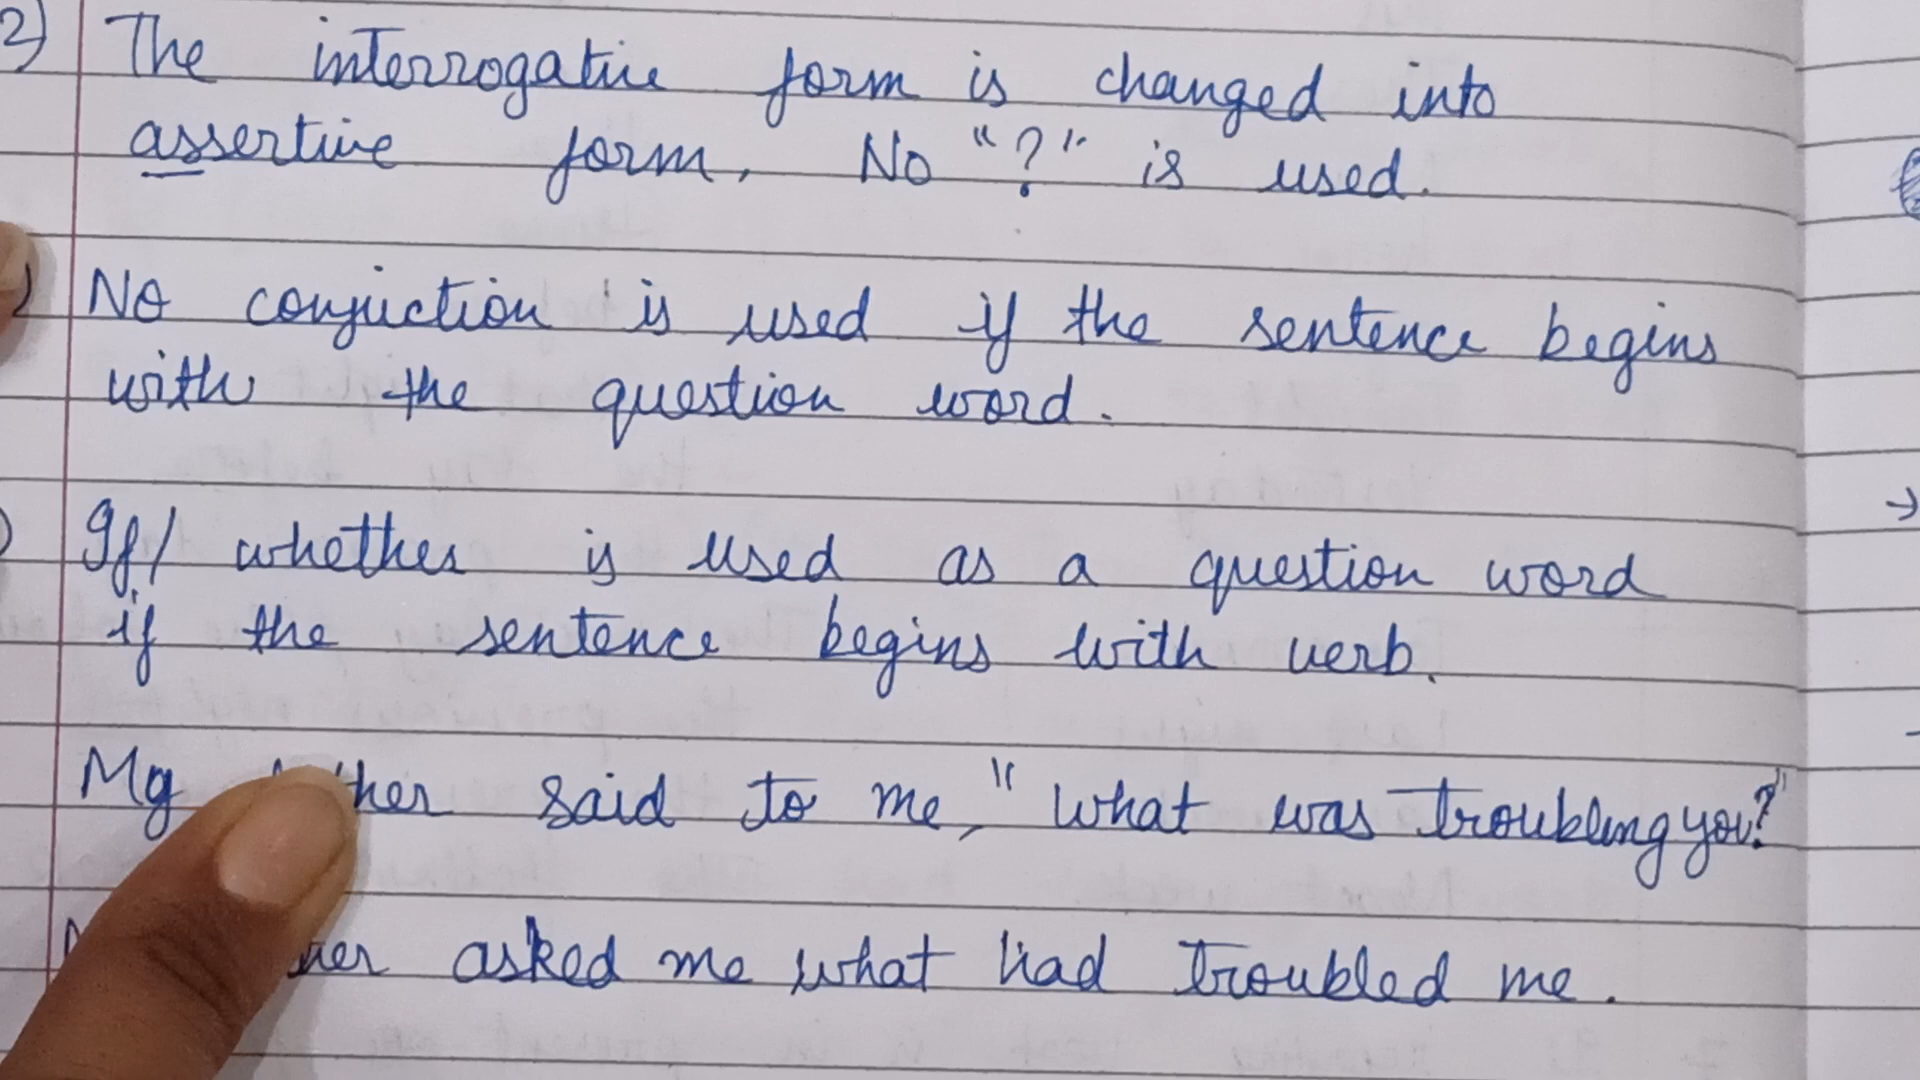 2) The interrogative form is changed into
assertive form. No "?" is used.
) No conjuction is used if the sentence begins
with the question word.
) If/ whether is used as a question word
if the sentence begins with verb.
My said to me, "What was troubling you?"
asked me what had troubled me.